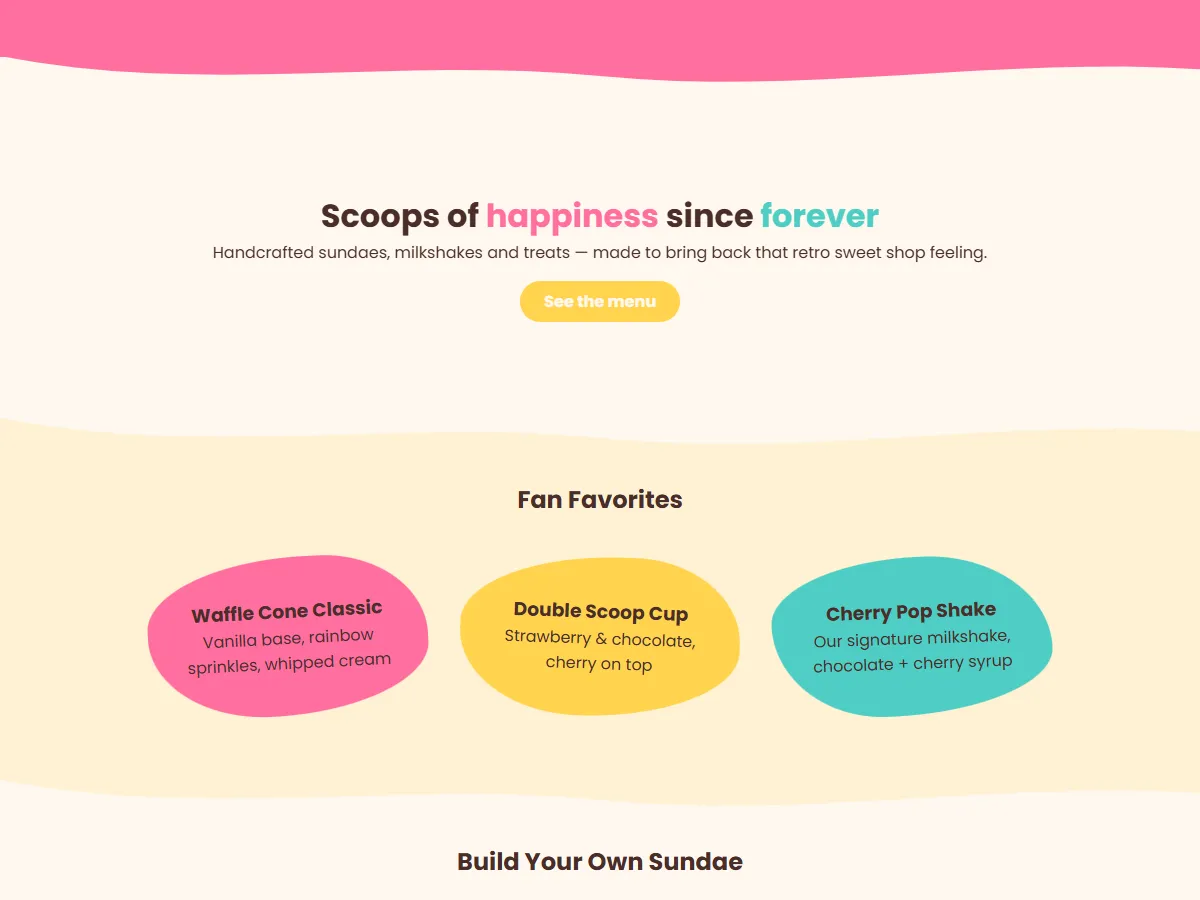 Scoops of happiness since forever
Handcrafted sundaes, milkshakes and treats — made to bring back that retro sweet shop feeling.
See the menu
Fan Favorites
Waffle Cone Classic
Vanilla base, rainbow
sprinkles, whipped cream
Double Scoop Cup
Strawberry & chocolate,
cherry on top
Cherry Pop Shake
Our signature milkshake,
chocolate + cherry syrup
Build Your Own Sundae